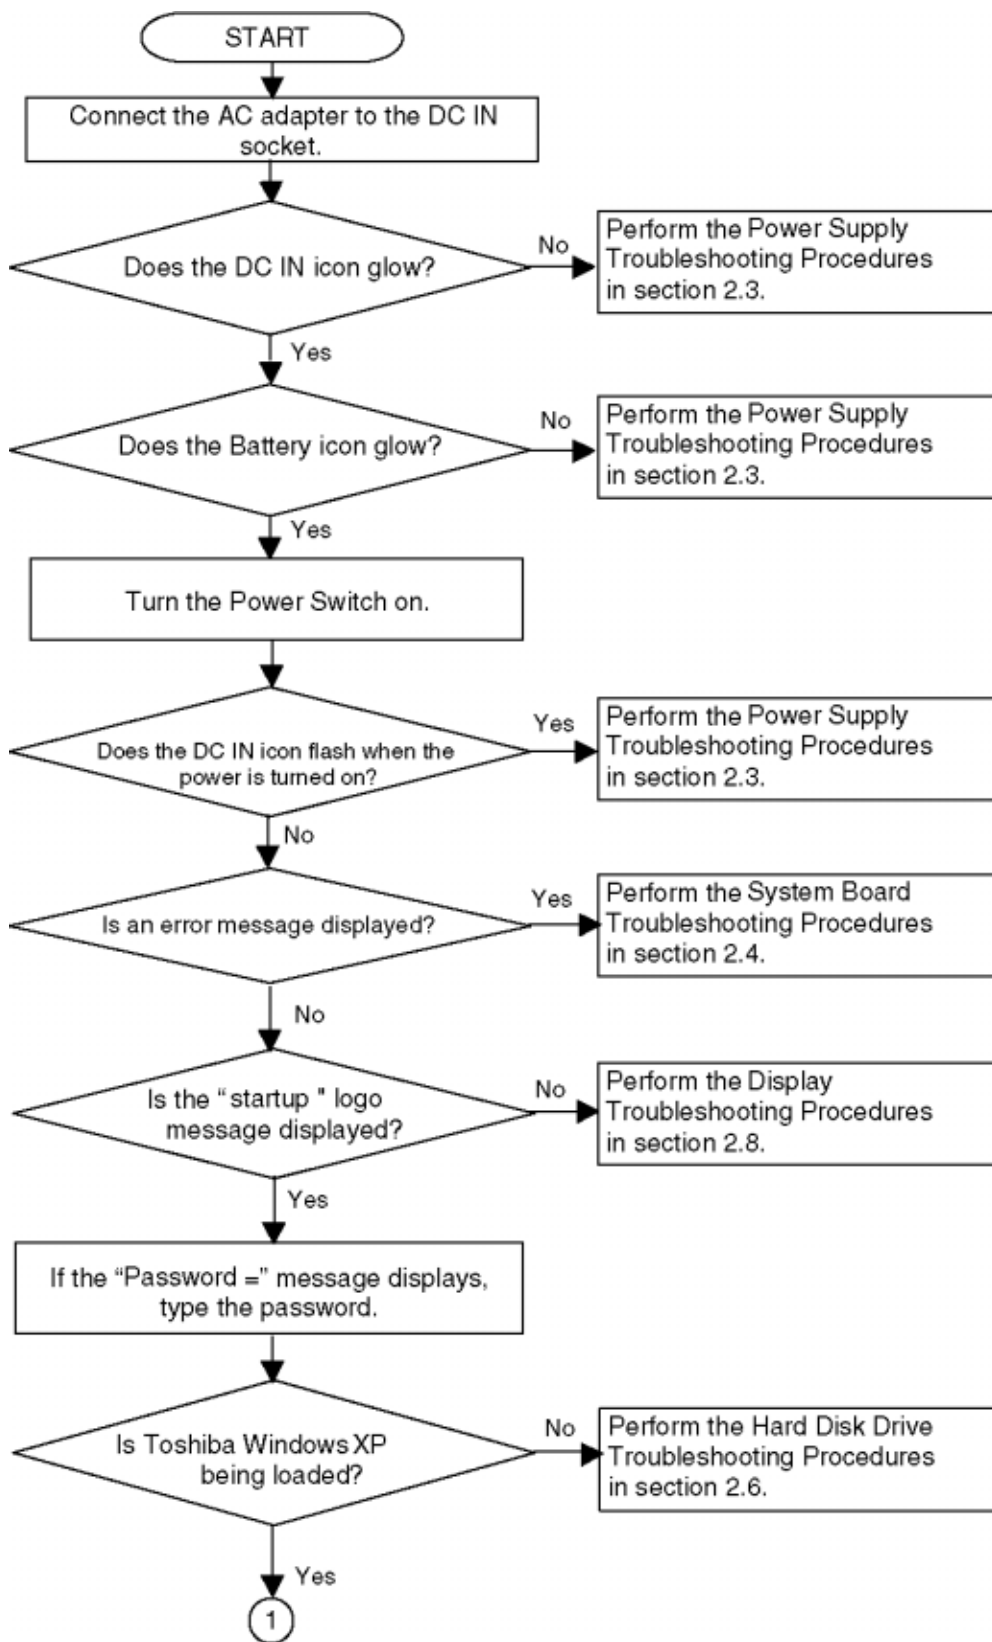 START
Connect the AC adapter to the DC IN
socket.
Does the DC IN icon glow?
No
Perform the Power Supply
Troubleshooting Procedures
in section 2.3.
Yes
Does the Battery icon glow?
No
Perform the Power Supply
Troubleshooting Procedures
in section 2.3.
Yes
Turn the Power Switch on.
Does the DC IN icon flash when the
power is turned on?
Yes
Perform the Power Supply
Troubleshooting Procedures
in section 2.3.
No
Is an error message displayed?
Yes
Perform the System Board
Troubleshooting Procedures
in section 2.4.
No
Is the “startup " logo
message displayed?
No
Perform the Display
Troubleshooting Procedures
in section 2.8.
Yes
If the “Password =” message displays,
type the password.
Is Toshiba Windows XP
being loaded?
No
Perform the Hard Disk Drive
Troubleshooting Procedures
in section 2.6.
Yes
1